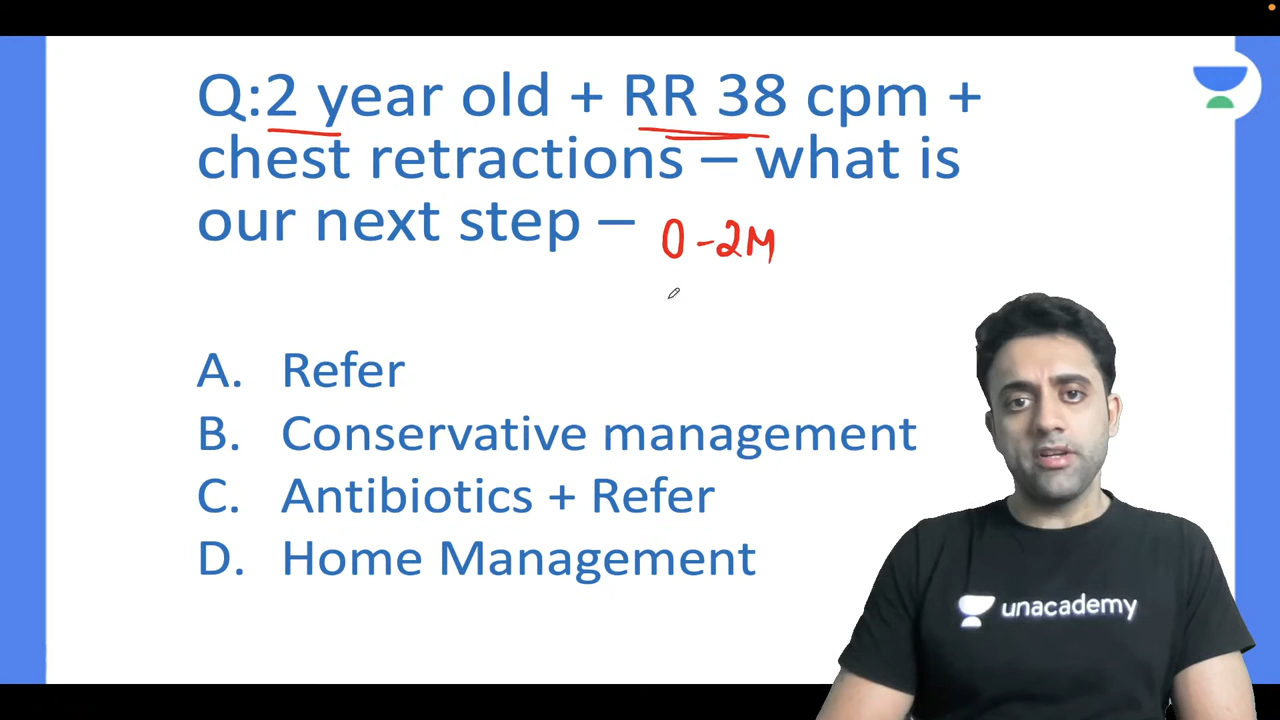 Q:2 year old + RR 38 cpm +
chest retractions – what is
our next step –
0-2M
A. Refer
B. Conservative management
C. Antibiotics + Refer
D. Home Management
unacademy